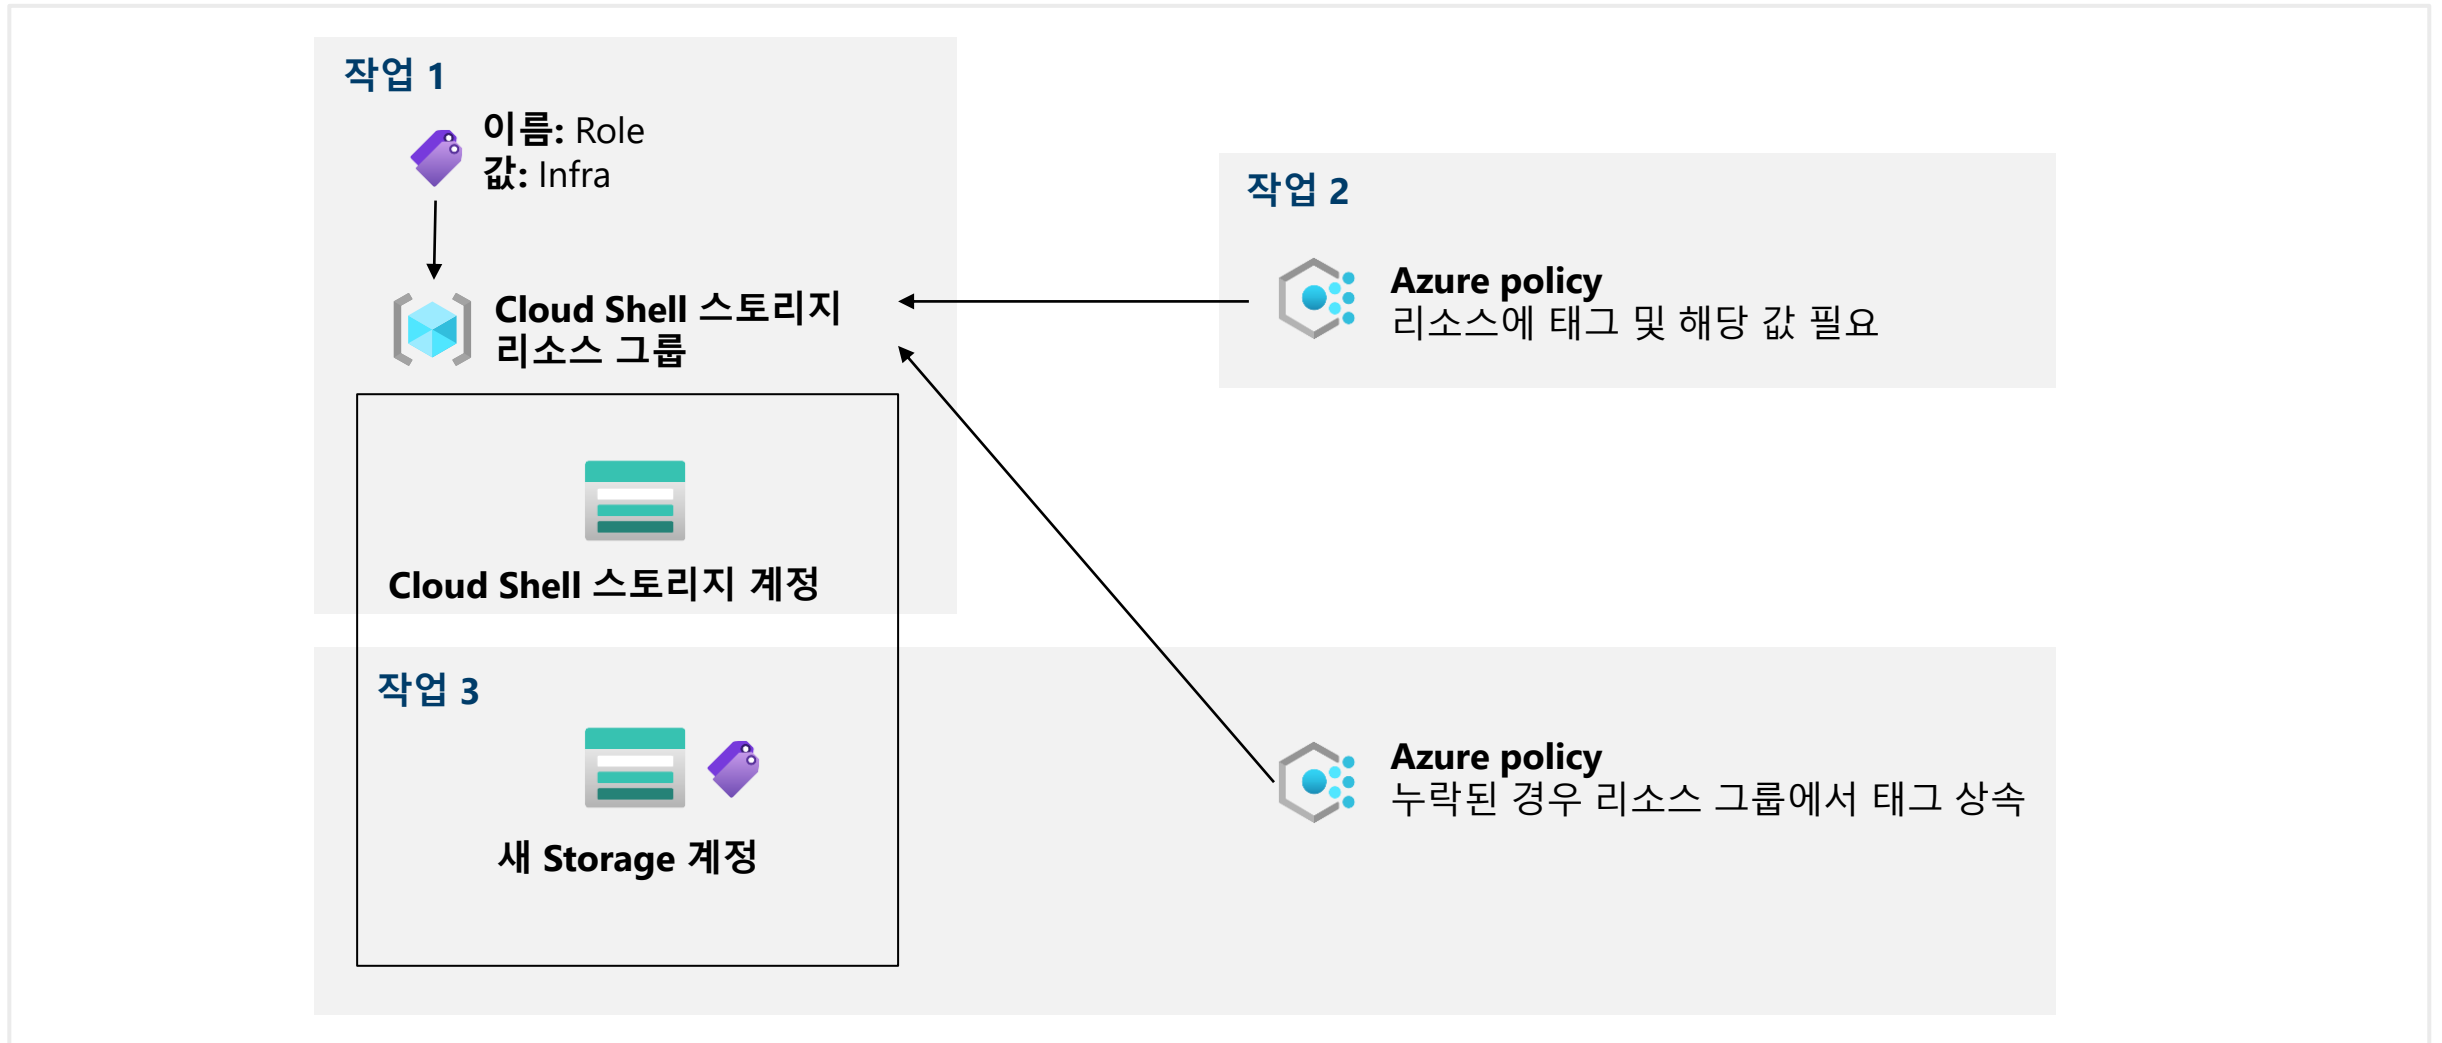 작업 1
이름: Role
값: Infra
Cloud Shell 스토리지
리소스 그룹
Cloud Shell 스토리지 계정
작업 2
Azure policy
리소스에 태그 및 해당 값 필요
작업 3
새 Storage 계정
Azure policy
누락된 경우 리소스 그룹에서 태그 상속